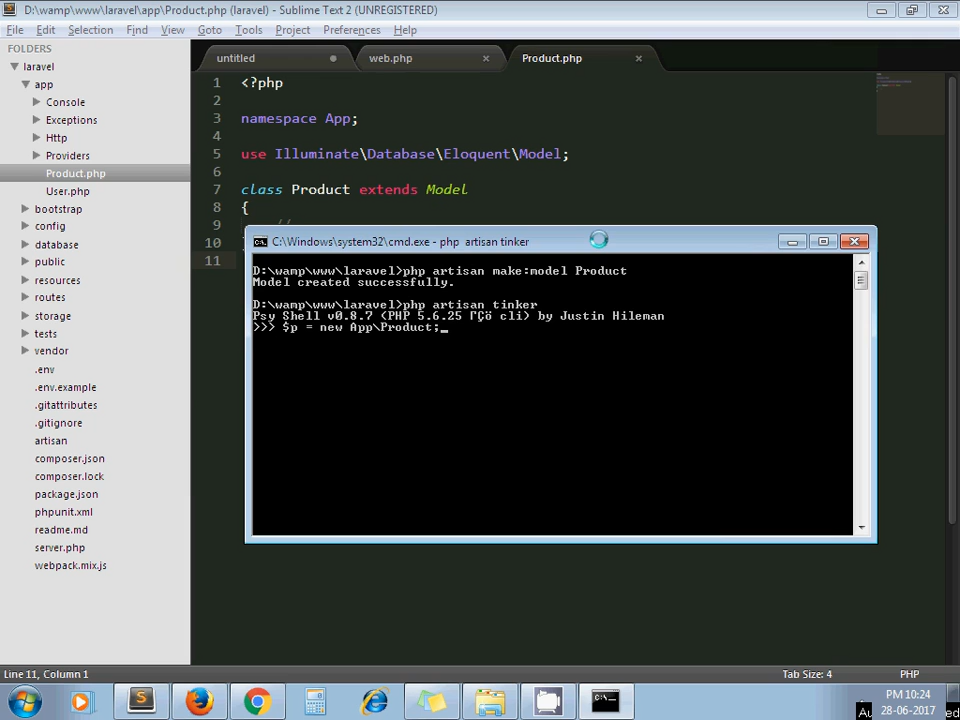 D:\wamp\www\laravel\app\Product.php (laravel) - Sublime Text 2 (UNREGISTERED)
File Edit Selection Find View Goto Tools Project Preferences Help
FOLDERS
laravel
app
Console
Exceptions
Http
Providers
Product.php
User.php
bootstrap
config
database
public
resources
routes
storage
tests
vendor
.env
.env.example
.gitattributes
.gitignore
artisan
composer.json
composer.lock
package.json
phpunit.xml
readme.md
server.php
webpack.mix.js
untitled web.php Product.php
1 <?php
2
3 namespace App;
4
5 use Illuminate\Database\Eloquent\Model;
6
7 class Product extends Model
8 {
9 //
10
11
C:\Windows\system32\cmd.exe - php artisan tinker
D:\wamp\www\laravel>php artisan make:model Product
Model created successfully.
D:\wamp\www\laravel>php artisan tinker
Psy Shell v0.8.7 (PHP 5.6.25 ΓÇö cli) by Justin Hileman
>>> $p = new App\Product;_
Line 11, Column 1 Tab Size: 4 PHP
PM 10:24
28-06-2017